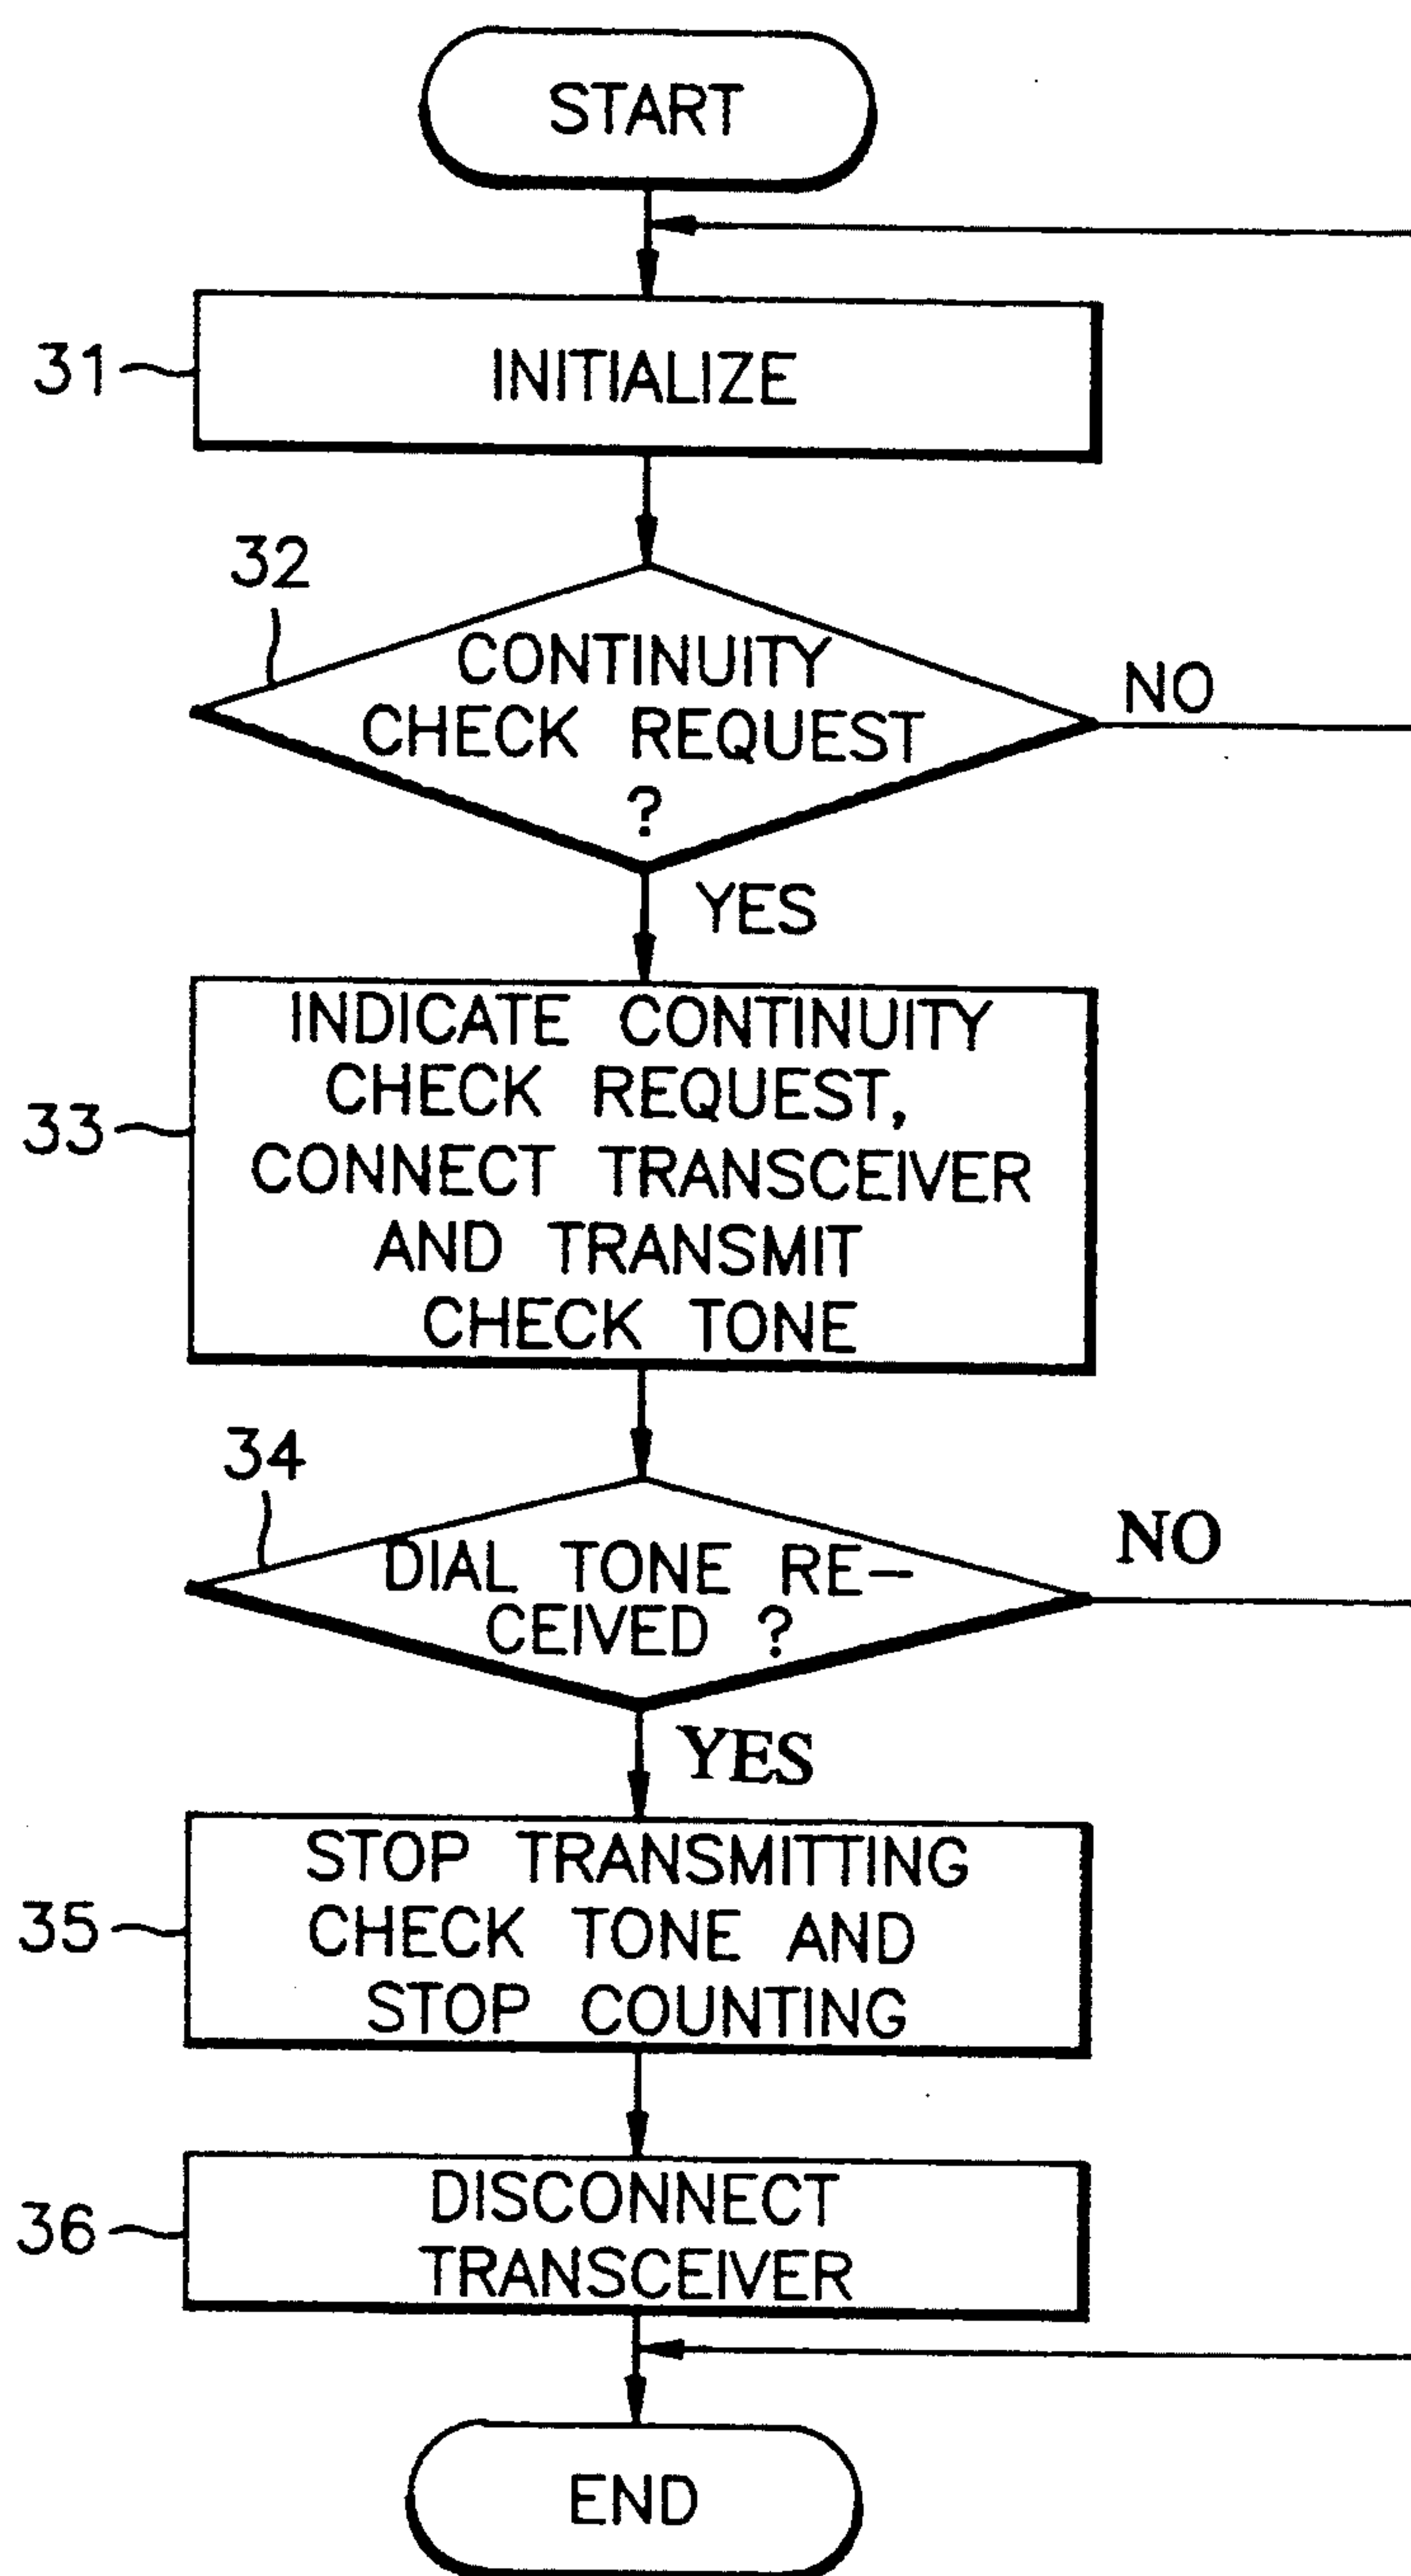 START
31
INITIALIZE
32
CONTINUITY
CHECK REQUEST
?
NO
YES
33
INDICATE CONTINUITY
CHECK REQUEST,
CONNECT TRANSCEIVER
AND TRANSMIT
CHECK TONE
34
DIAL TONE RE-
CEIVED ?
NO
YES
35
STOP TRANSMITTING
CHECK TONE AND
STOP COUNTING
36
DISCONNECT
TRANSCEIVER
END